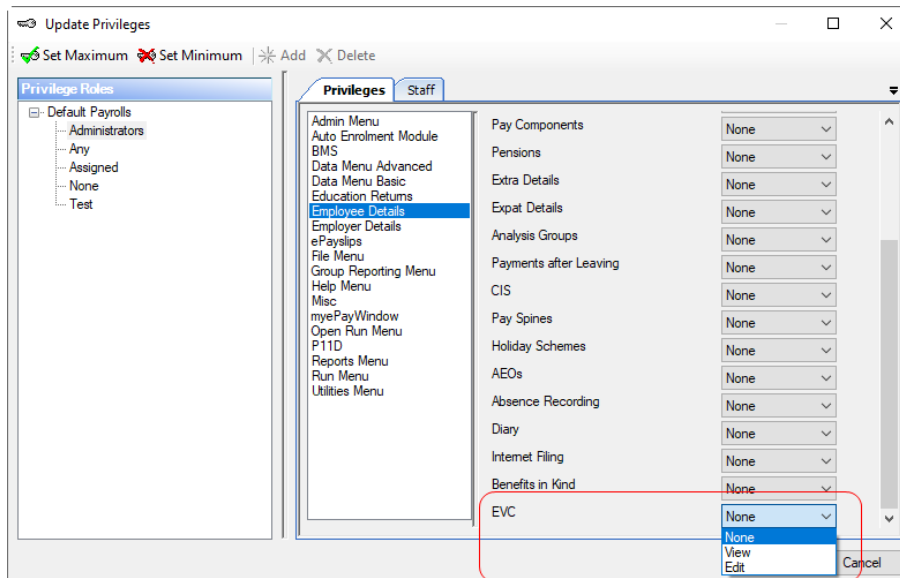 Update Privileges
Set Maximum Set Minimum Add Delete
Privilege Roles
Default Payrolls
Administrators
Any
Assigned
None
Test
Privileges Staff
Admin Menu
Auto Enrolment Module
BMS
Data Menu Advanced
Data Menu Basic
Education Returns
Employee Details
Employer Details
ePayslips
File Menu
Group Reporting Menu
Help Menu
Misc
myePayWindow
Open Run Menu
P11D
Reports Menu
Run Menu
Utilities Menu
Pay Components None
Pensions None
Extra Details None
Expat Details None
Analysis Groups None
Payments after Leaving None
CIS None
Pay Spines None
Holiday Schemes None
AEOs None
Absence Recording None
Diary None
Internet Filing None
Benefits in Kind None
EVC None
None
View
Edit
Cancel